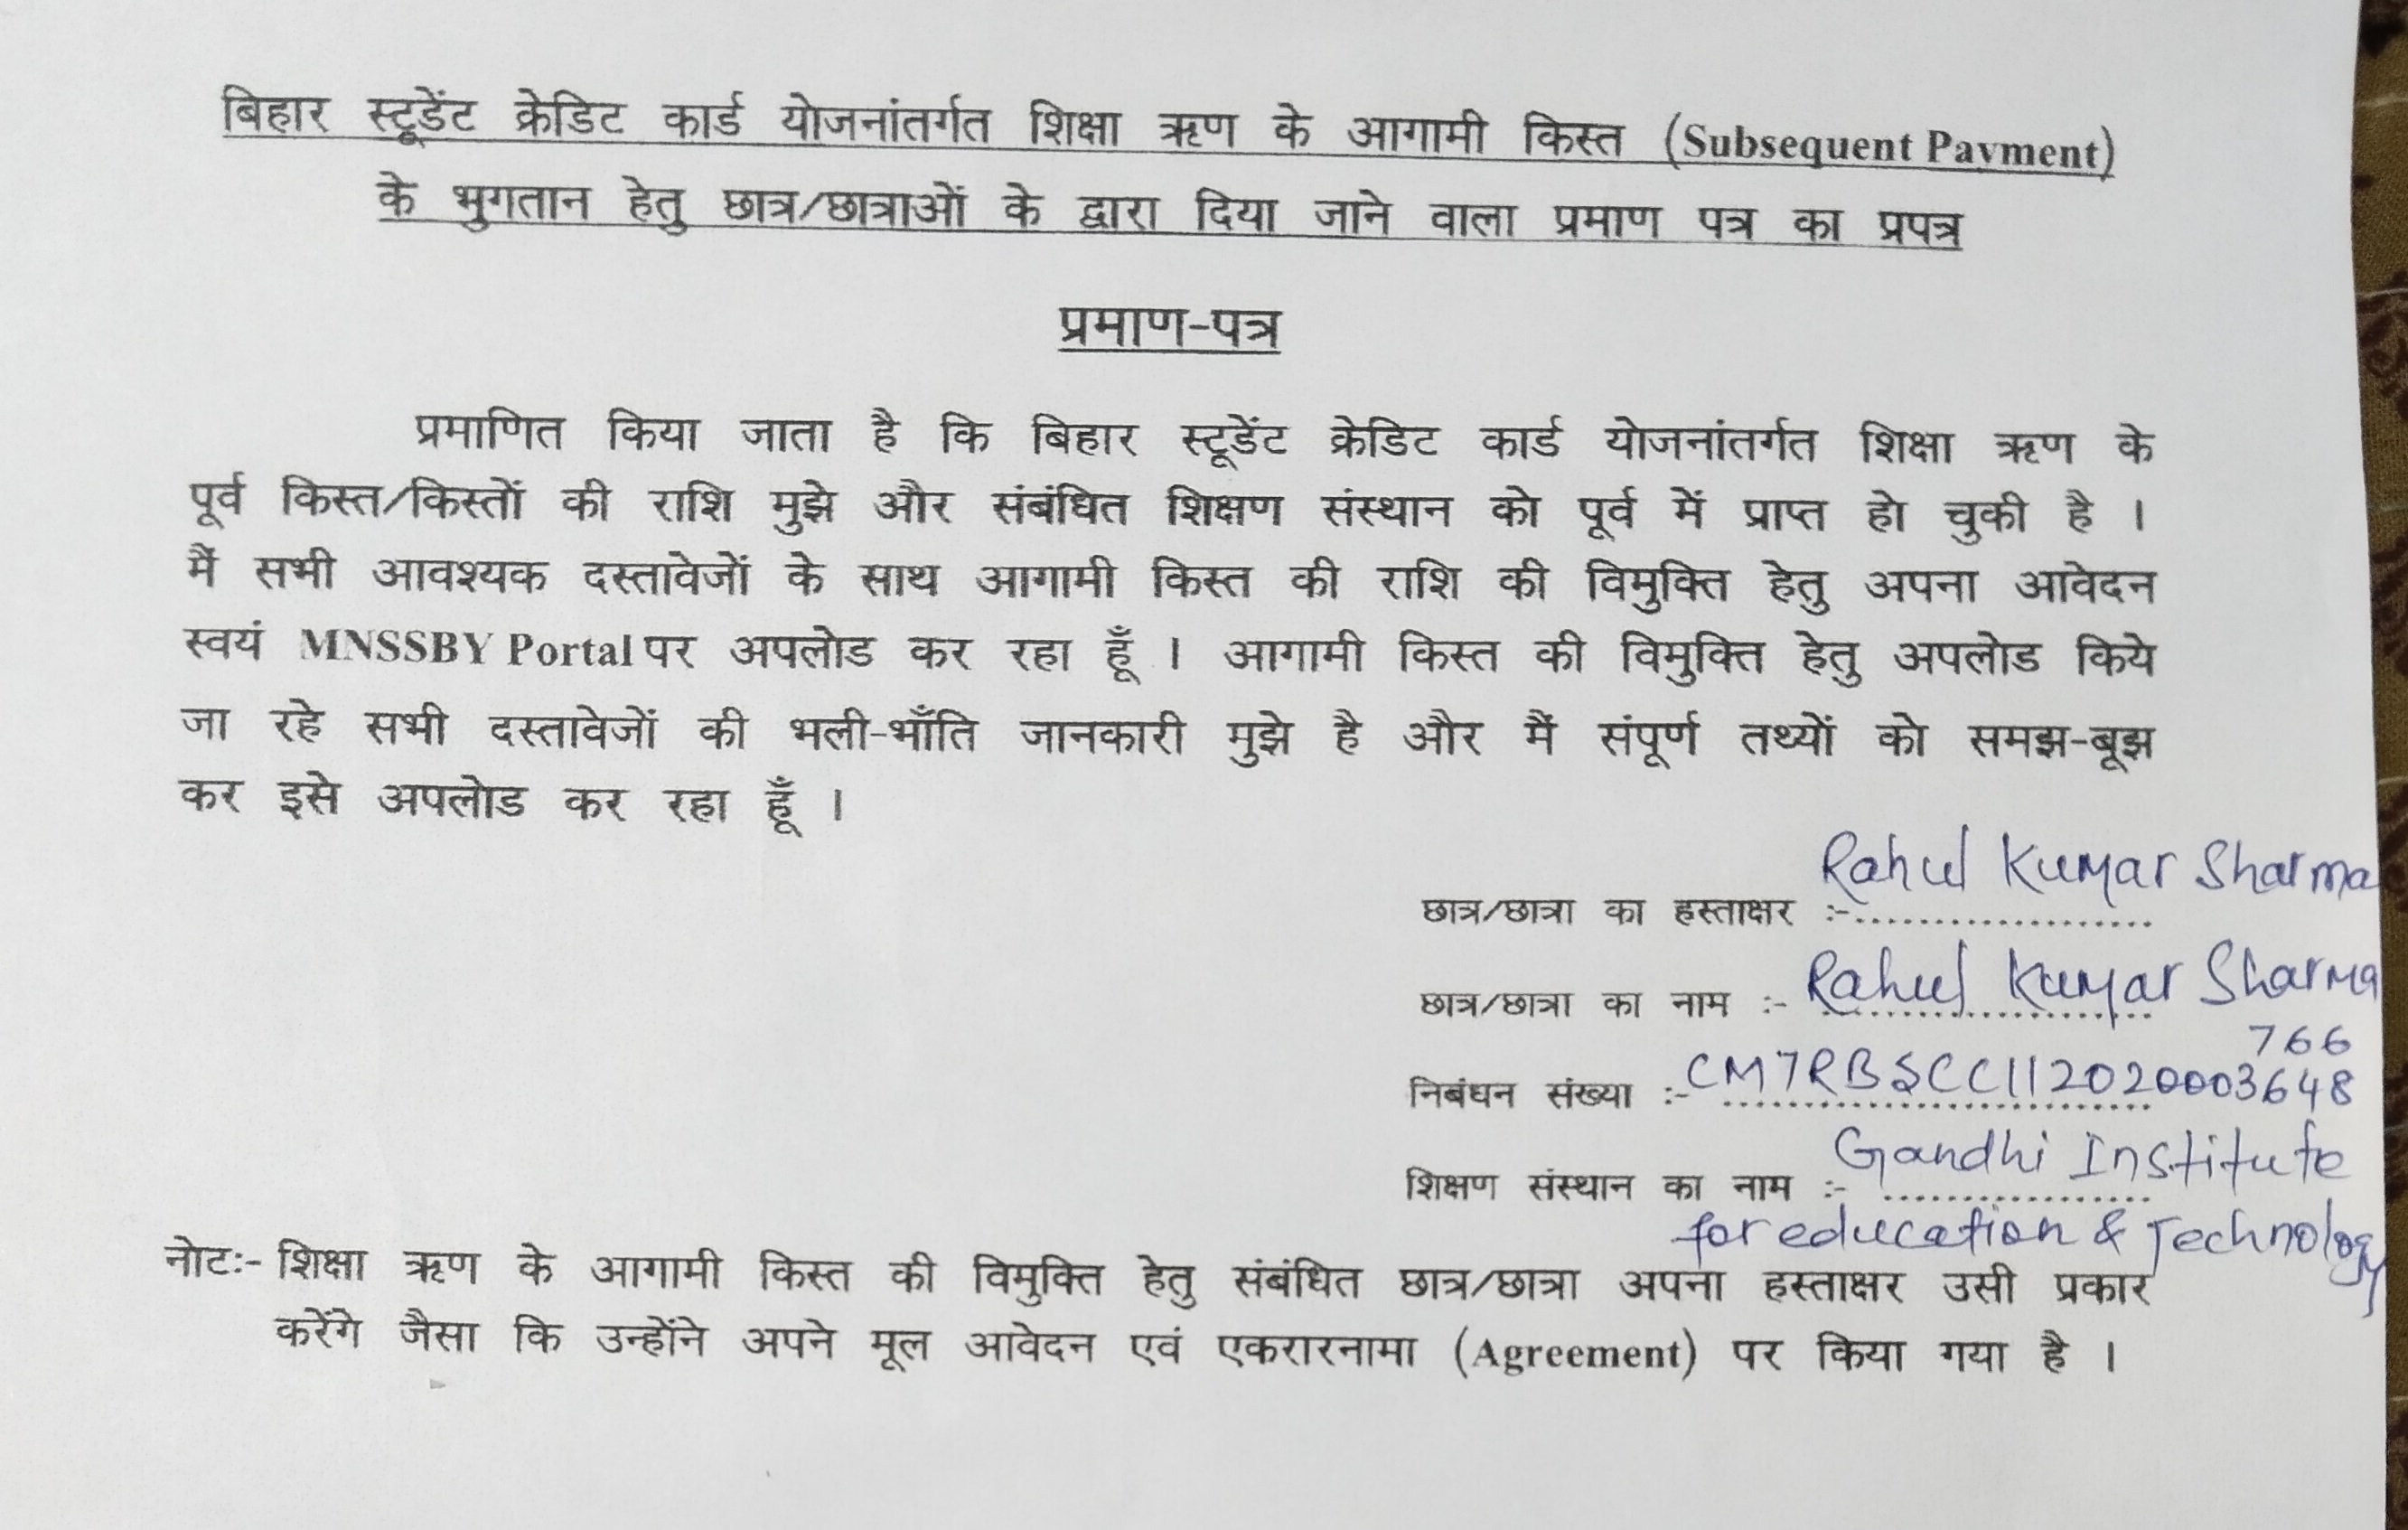 बिहार स्टूडेंट क्रेडिट कार्ड योजनांतर्गत शिक्षा ऋण के आगामी किस्त (Subsequent Payment)
के भुगतान हेतु छात्र/छात्राओं के द्वारा दिया जाने वाला प्रमाण पत्र का प्रपत्र
प्रमाण-पत्र
प्रमाणित किया जाता है कि बिहार स्टूडेंट क्रेडिट कार्ड योजनांतर्गत शिक्षा ऋण के
पूर्व किस्त/किस्तों की राशि मुझे और संबंधित शिक्षण संस्थान को पूर्व में प्राप्त हो चुकी है ।
मैं सभी आवश्यक दस्तावेजों के साथ आगामी किस्त की राशि की विमुक्ति हेतु अपना आवेदन
स्वयं MNSSBY Portal पर अपलोड कर रहा हूँ । आगामी किस्त की विमुक्ति हेतु अपलोड किये
जा रहे सभी दस्तावेजों की भली-भाँति जानकारी मुझे है और मैं संपूर्ण तथ्यों को समझ-बूझ
कर इसे अपलोड कर रहा हूँ ।
छात्र/छात्रा का हस्ताक्षर :- Rahul Kumar Sharma
छात्र/छात्रा का नाम :- Rahul Kumar Sharma
766
निबंधन संख्या :- CM7RBSCC1120200003648
शिक्षण संस्थान का नाम :- Gandhi Institute
for education & Technology
नोटः- शिक्षा ऋण के आगामी किस्त की विमुक्ति हेतु संबंधित छात्र/छात्रा अपना हस्ताक्षर उसी प्रकार
करेंगे जैसा कि उन्होंने अपने मूल आवेदन एवं एकरारनामा (Agreement) पर किया गया है ।